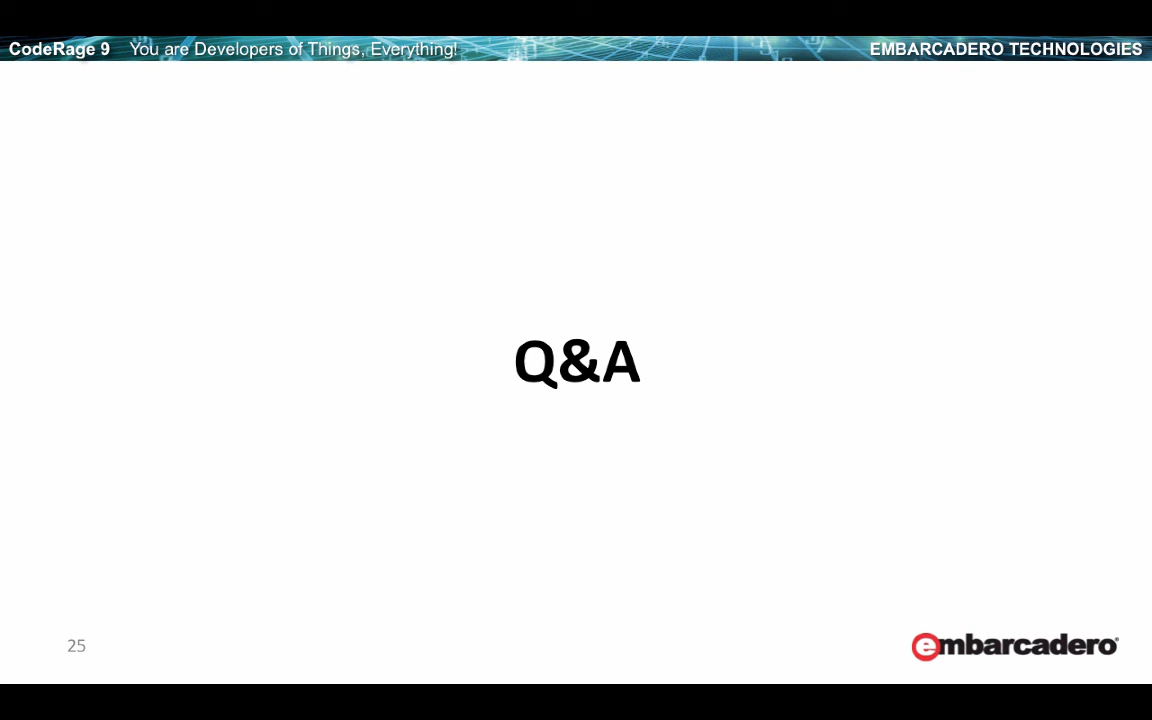 CodeRage 9 You are Developers of Things, Everything! EMBARCADERO TECHNOLOGIES
Q&A
25
embarcadero®